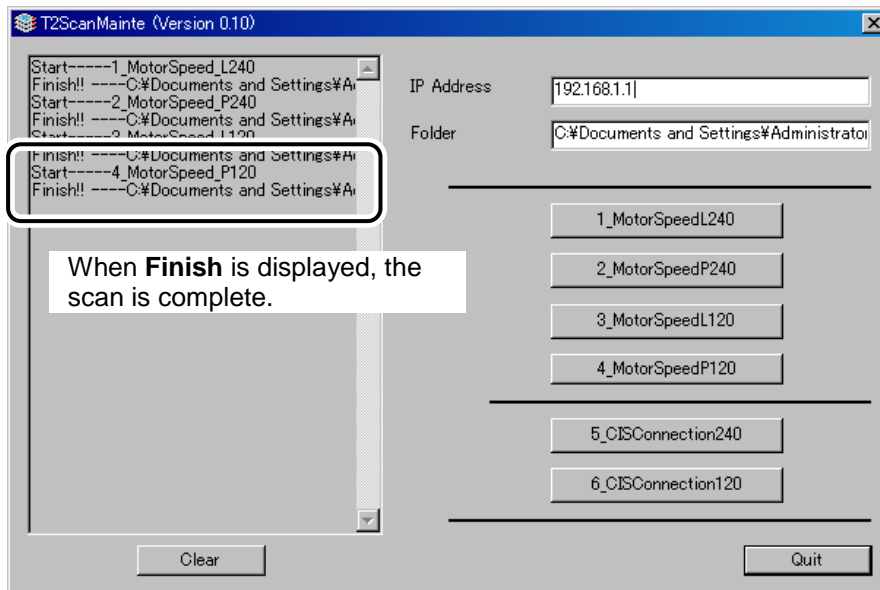 T2ScanMainte (Version 0.10)
Start-----1_MotorSpeed_L240
Finish!! ----C:¥Documents and Settings¥A
Start-----2_MotorSpeed_P240
Finish!! ----C:¥Documents and Settings¥A
Start-----3_MotorSpeed_L120
Finish!! ----C:¥Documents and Settings¥A
Start-----4_MotorSpeed_P120
Finish!! ----C:¥Documents and Settings¥A
When Finish is displayed, the
scan is complete.
Clear
IP Address 192.168.1.1
Folder C:¥Documents and Settings¥Administrator
1_MotorSpeedL240
2_MotorSpeedP240
3_MotorSpeedL120
4_MotorSpeedP120
5_CISConnection240
6_CISConnection120
Quit